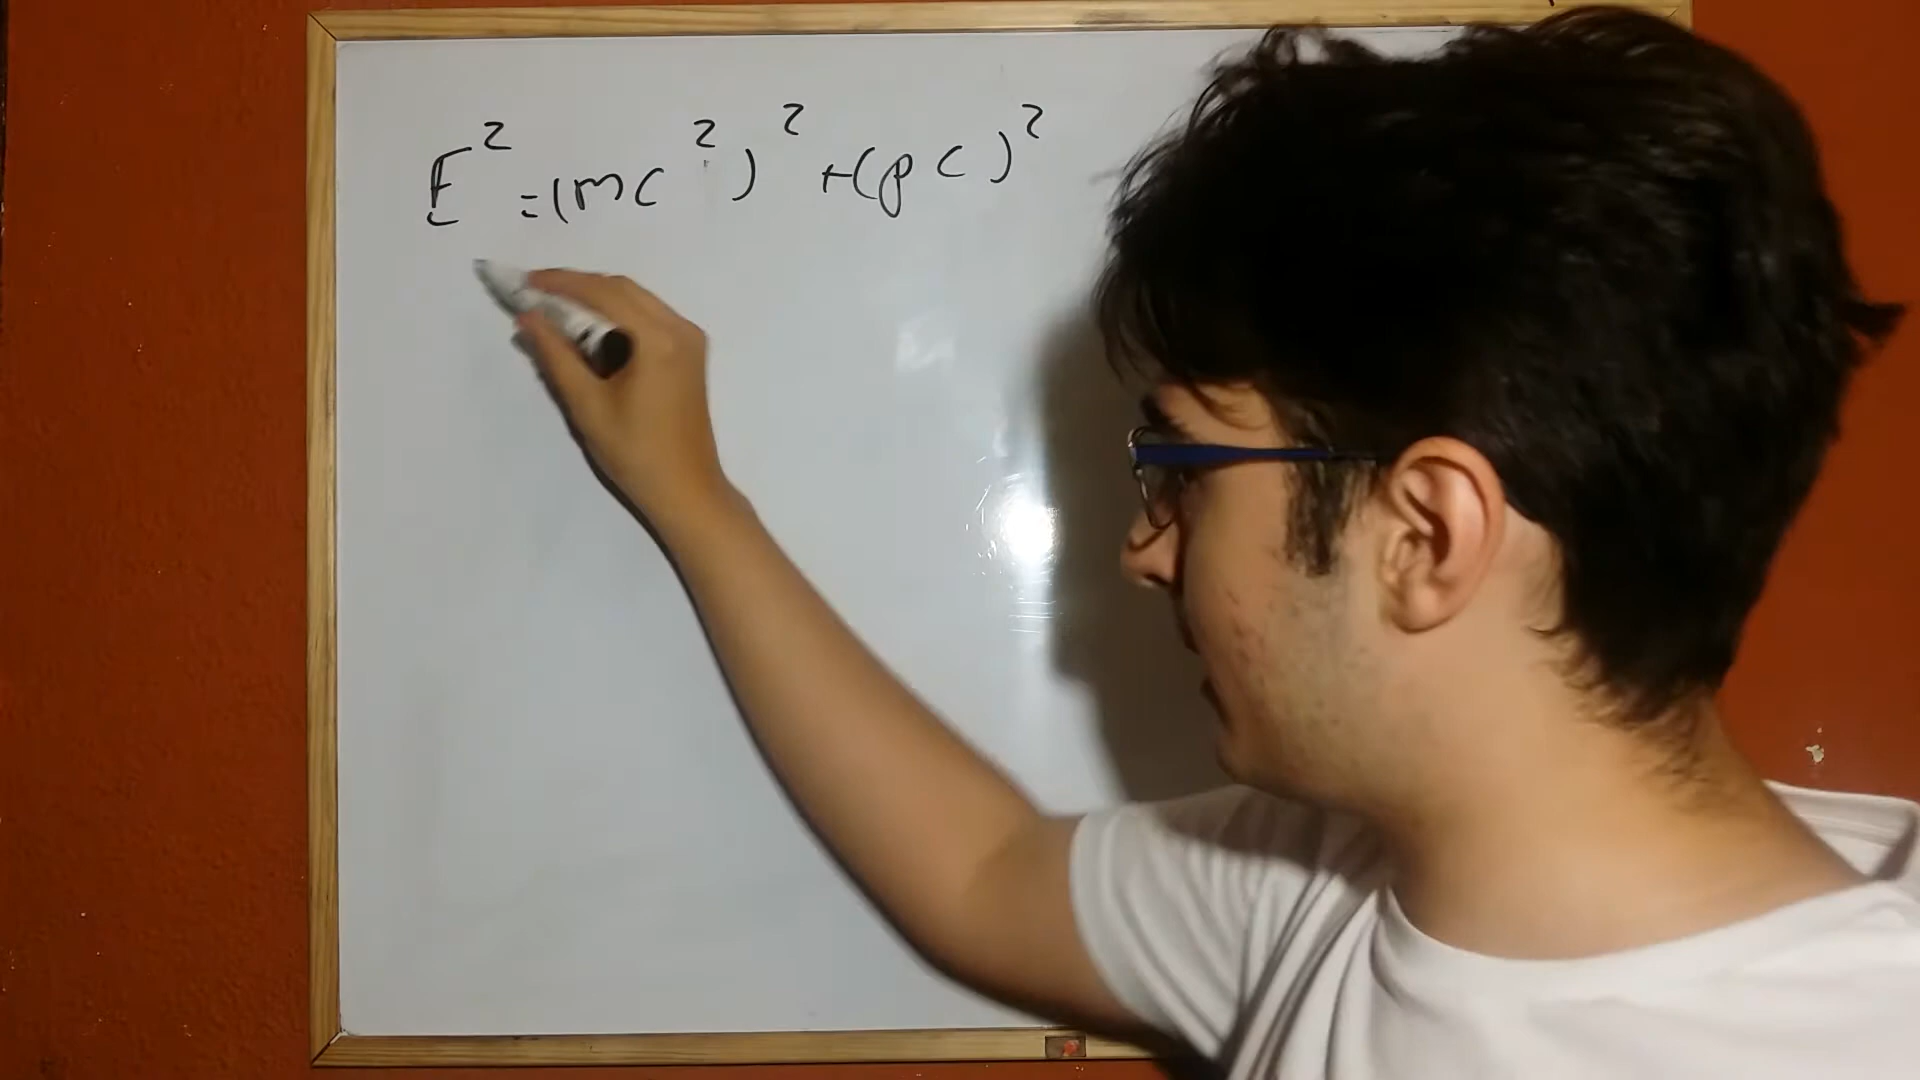 E² = (mc²)² + (pc)²